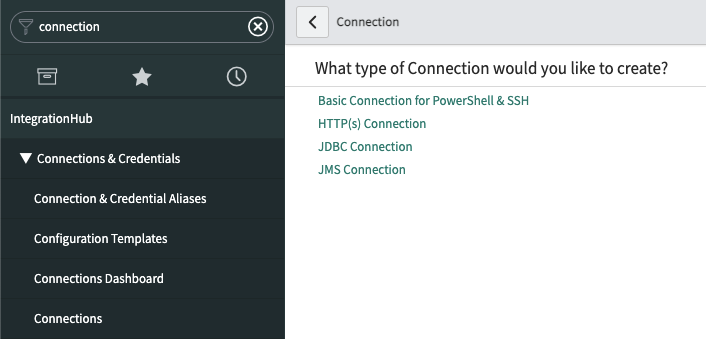 connection
IntegrationHub
Connections & Credentials
Connection & Credential Aliases
Configuration Templates
Connections Dashboard
Connections
Connection
What type of Connection would you like to create?
Basic Connection for PowerShell & SSH
HTTP(s) Connection
JDBC Connection
JMS Connection